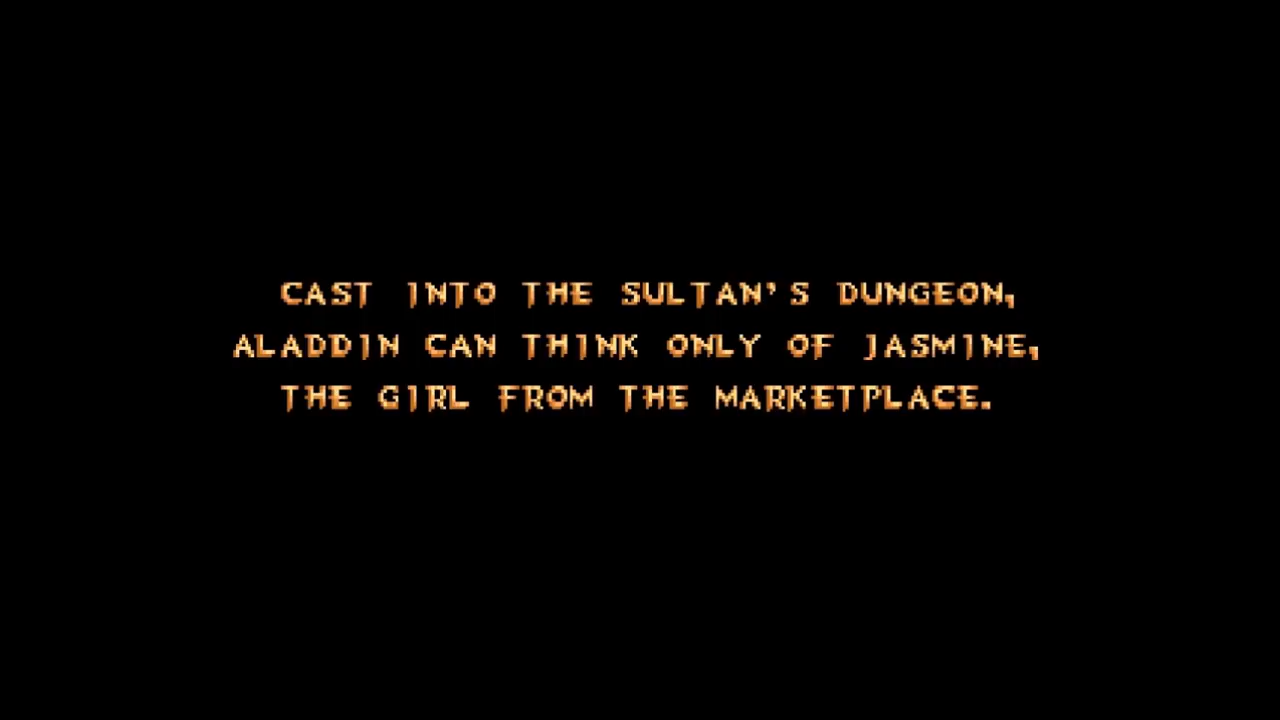 CAST INTO THE SULTAN'S DUNGEON,
ALADDIN CAN THINK ONLY OF JASMINE,
THE GIRL FROM THE MARKETPLACE.